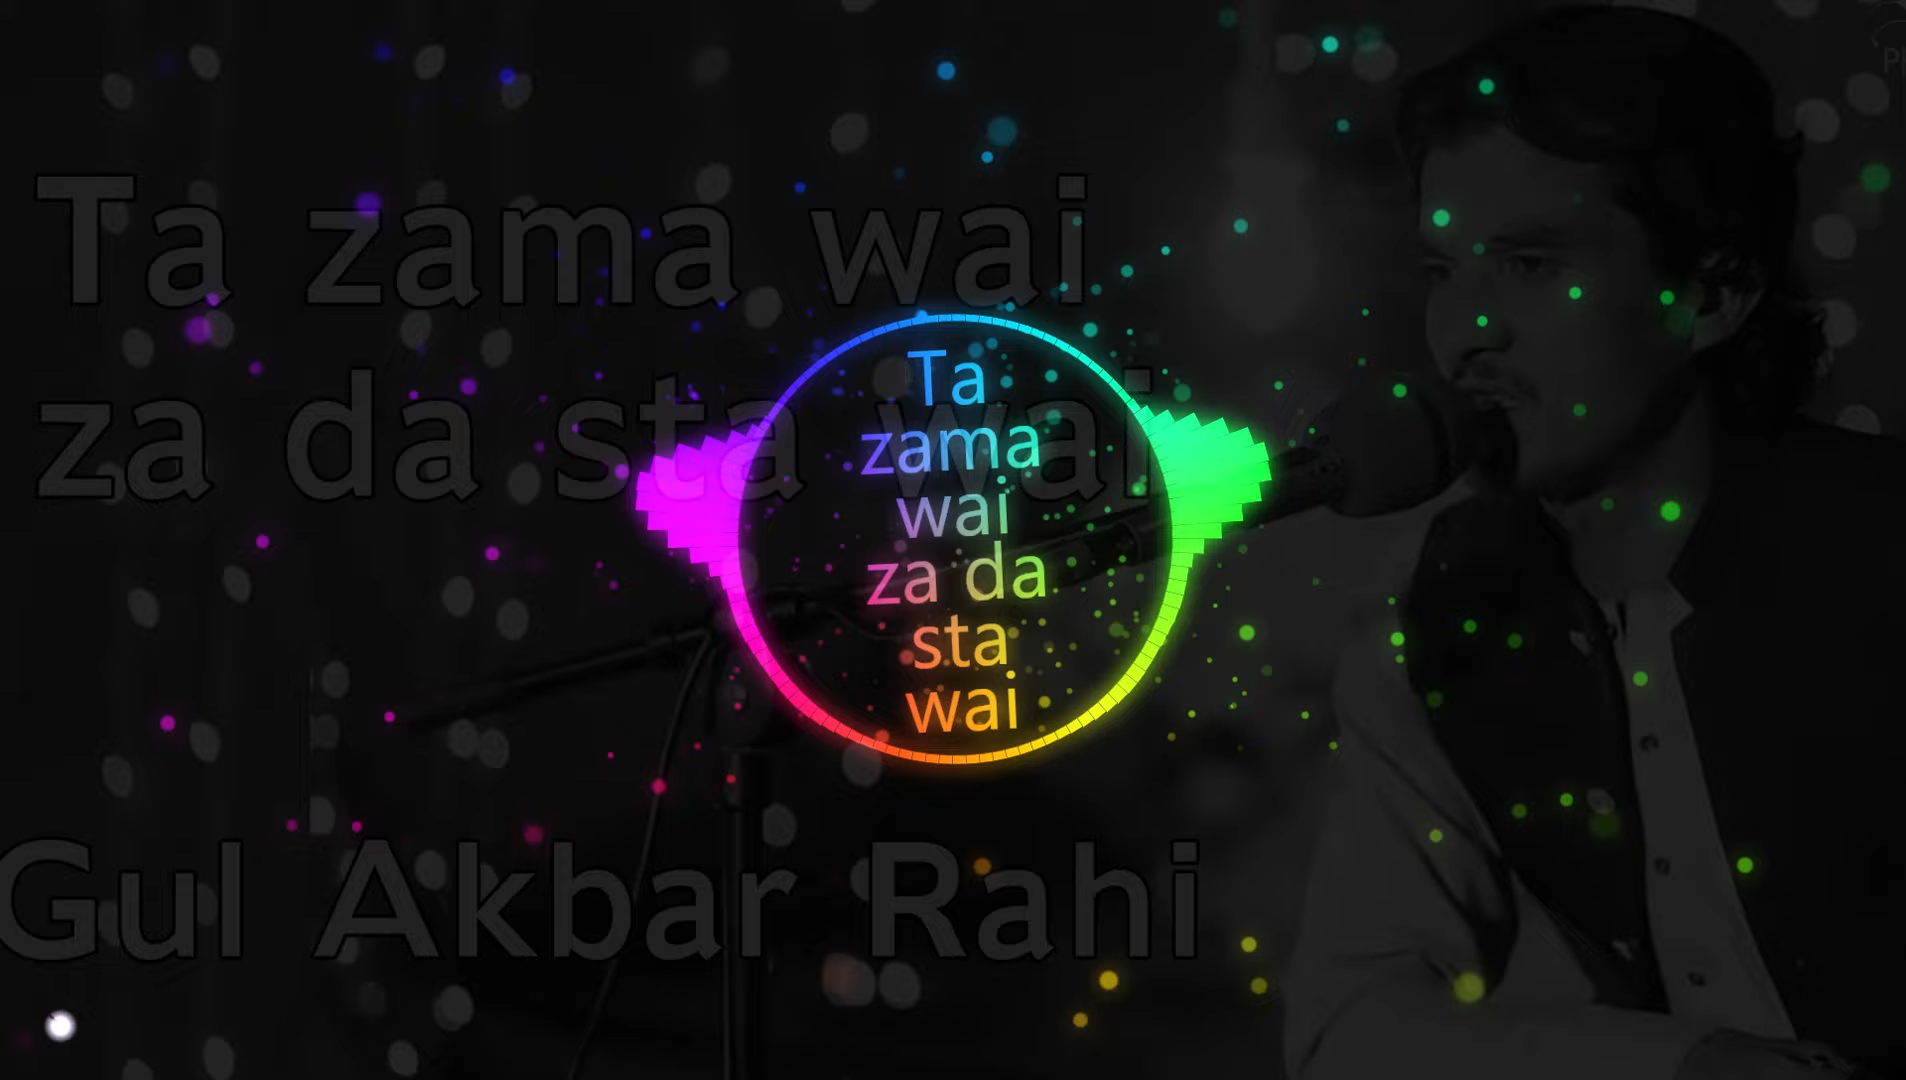 Ta zama wai
za da sta wai
Ta
zama
wai
za da
sta
wai
Gul Akbar Rahi